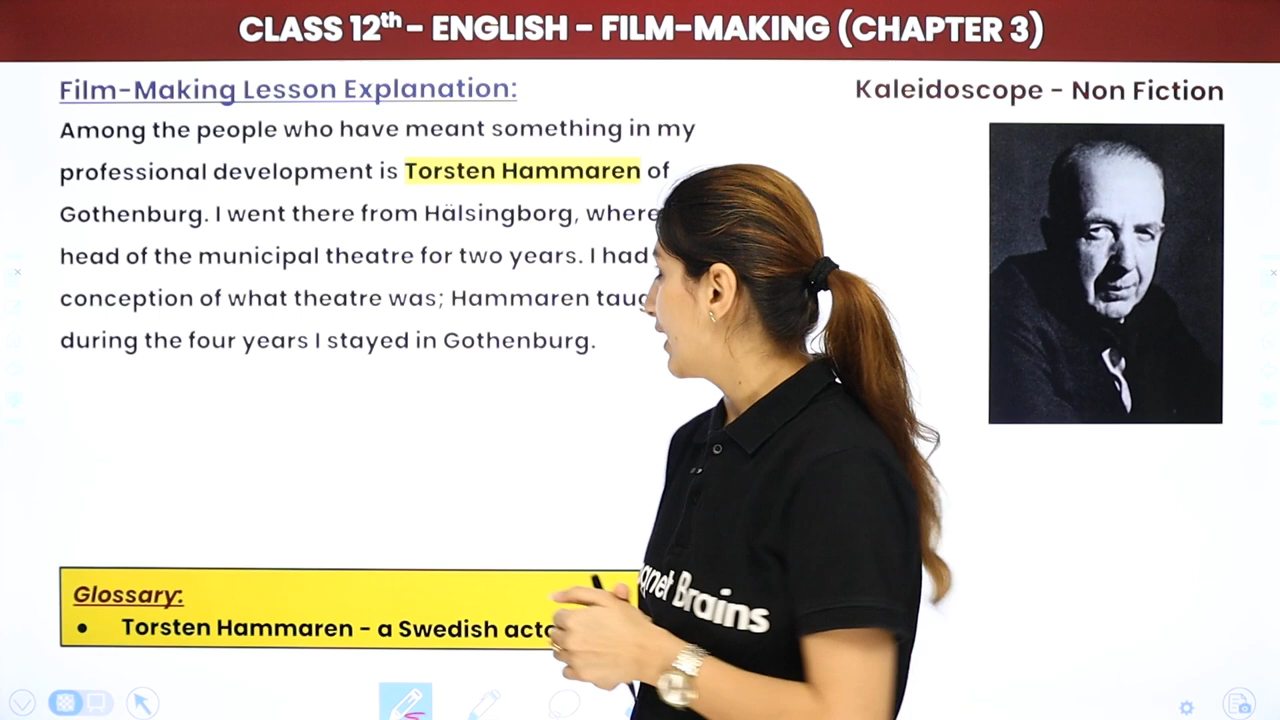 CLASS 12th - ENGLISH - FILM-MAKING (CHAPTER 3)
Film-Making Lesson Explanation:
Kaleidoscope - Non Fiction
Among the people who have meant something in my
professional development is Torsten Hammaren of
Gothenburg. I went there from Hälsingborg, where
head of the municipal theatre for two years. I had
conception of what theatre was; Hammaren
during the four years I stayed in Gothenburg.
Glossary:
• Torsten Hammaren - a Swedish
Brains